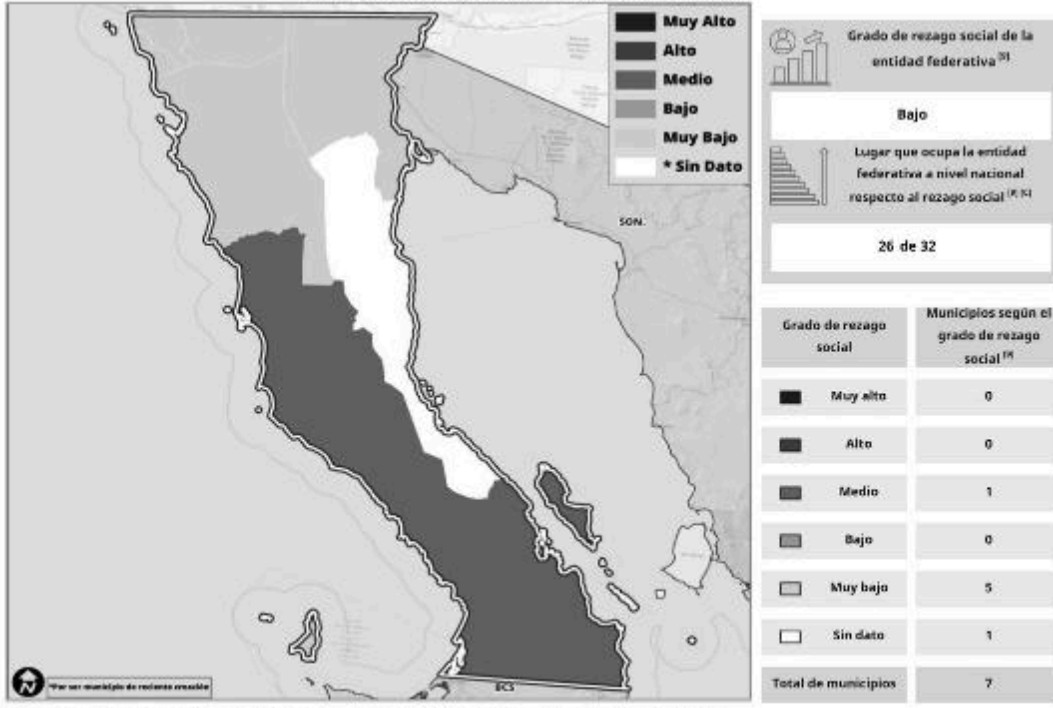 Muy Alto
Alto
Medio
Bajo
Muy Bajo
* Sin Dato
SON.
BCS
*Por ser municipio de reciente creación
Grado de rezago social de la
entidad federativa
Bajo
Lugar que ocupa la entidad
federativa a nivel nacional
respecto al rezago social
26 de 32
Grado de rezago
social
Municipios según el
grado de rezago
social
Muy alto 0
Alto 0
Medio 1
Bajo 0
Muy bajo 5
Sin dato 1
Total de municipios 7